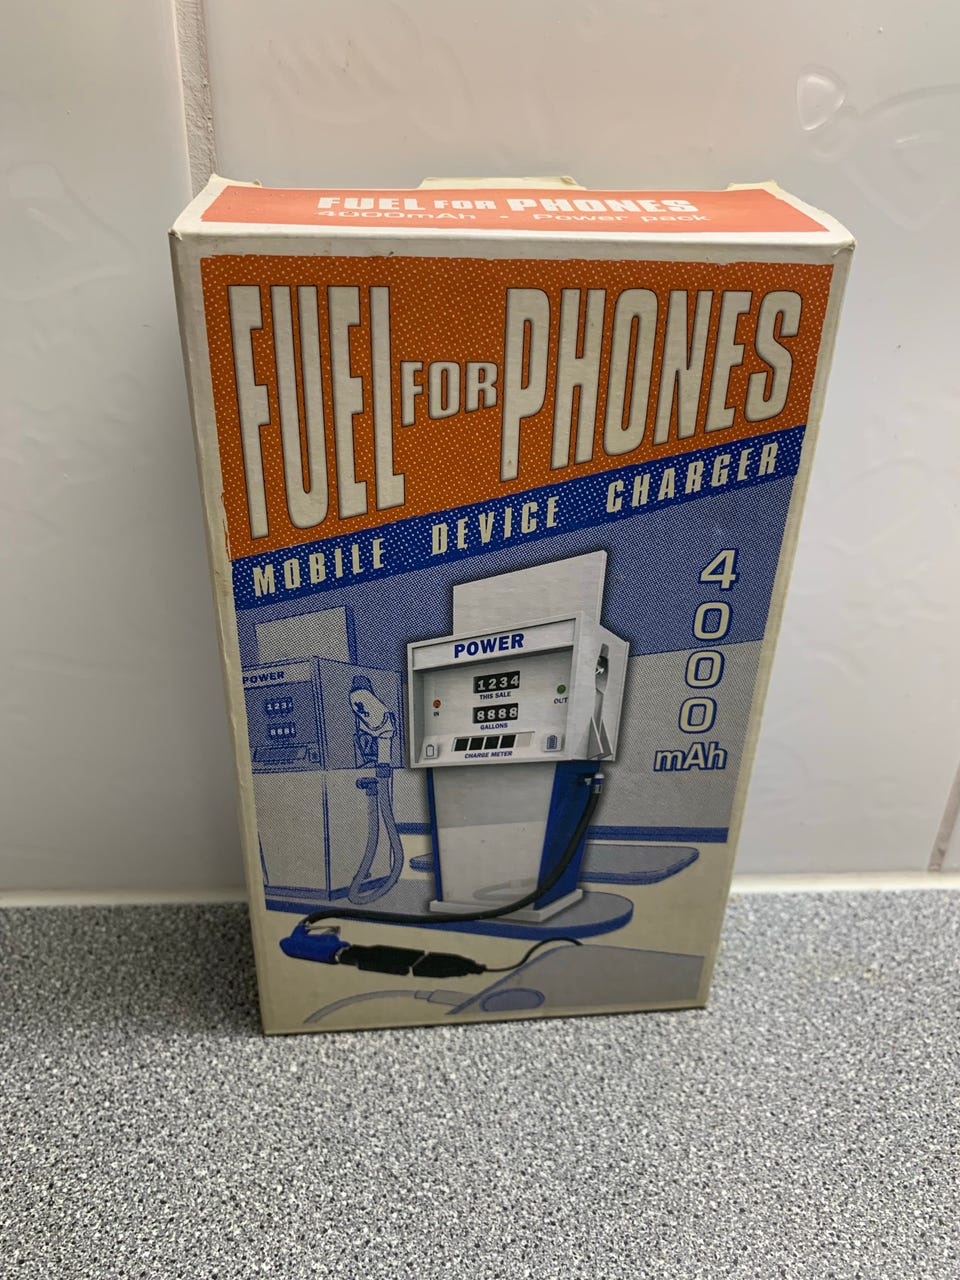 FUEL FOR PHONES
4000mAh • Power pack
FUEL FOR PHONES
MOBILE DEVICE CHARGER
4000
mAh
POWER
1234
THIS SALE
IN
OUT
8888
GALLONS
CHARGE METER
POWER